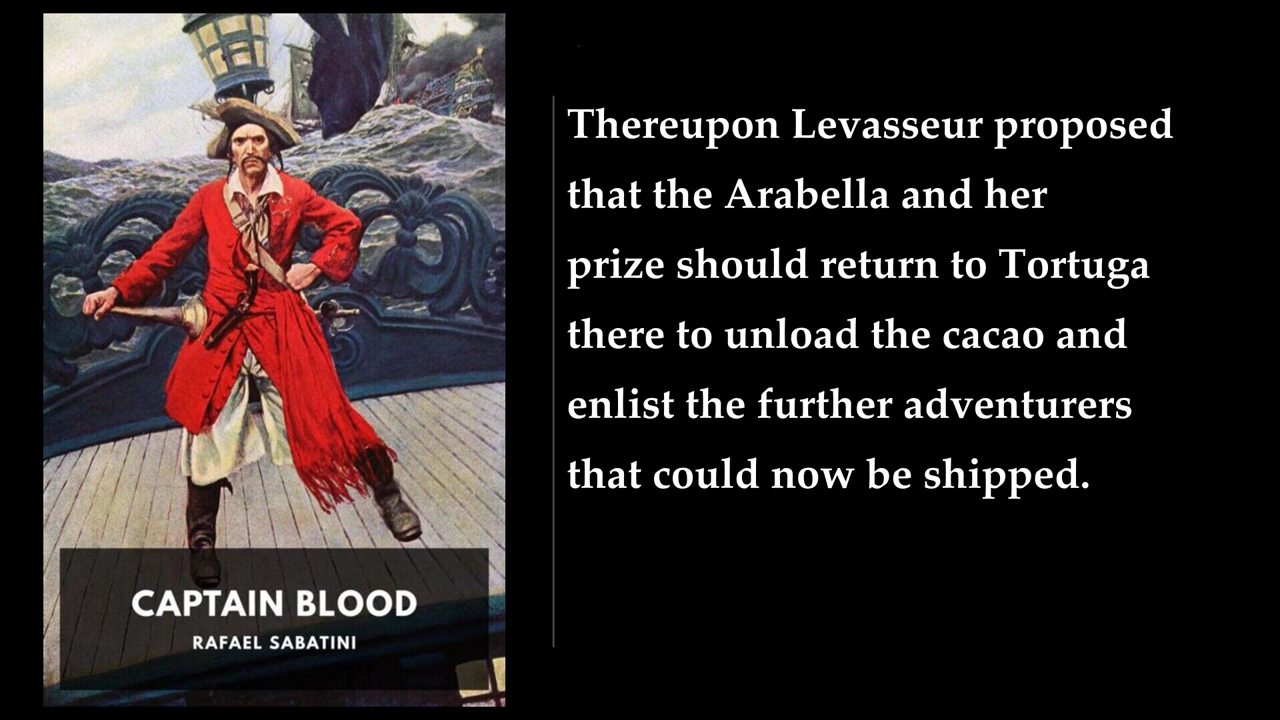 CAPTAIN BLOOD
RAFAEL SABATINI
Thereupon Levasseur proposed
that the Arabella and her
prize should return to Tortuga
there to unload the cacao and
enlist the further adventurers
that could now be shipped.